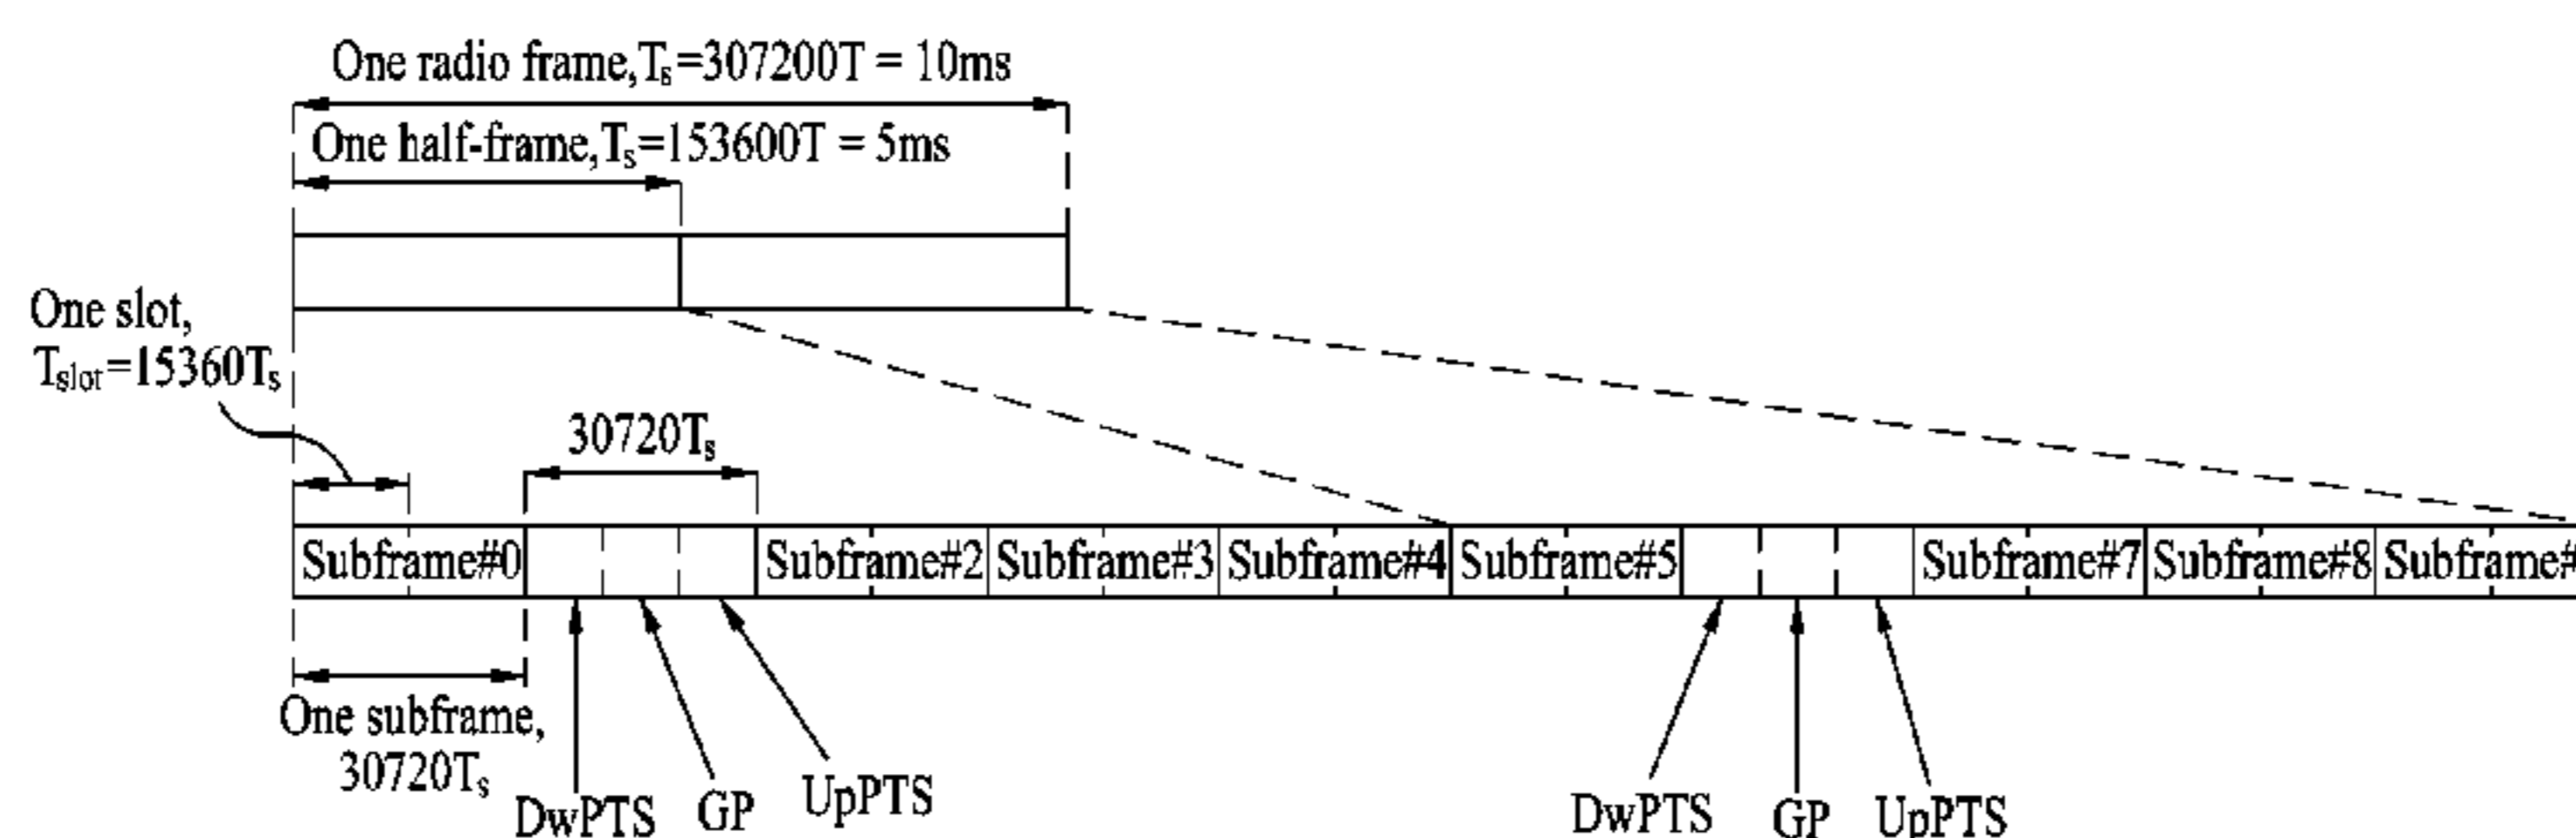 One radio frame,Ts=307200T = 10ms
One half-frame,Ts=153600T = 5ms
One slot,
Tslot=15360Ts
30720Ts
Subframe#0 Subframe#2 Subframe#3 Subframe#4 Subframe#5 Subframe#7 Subframe#8 Subframe#
One subframe,
30720Ts
DwPTS GP UpPTS DwPTS GP UpPTS